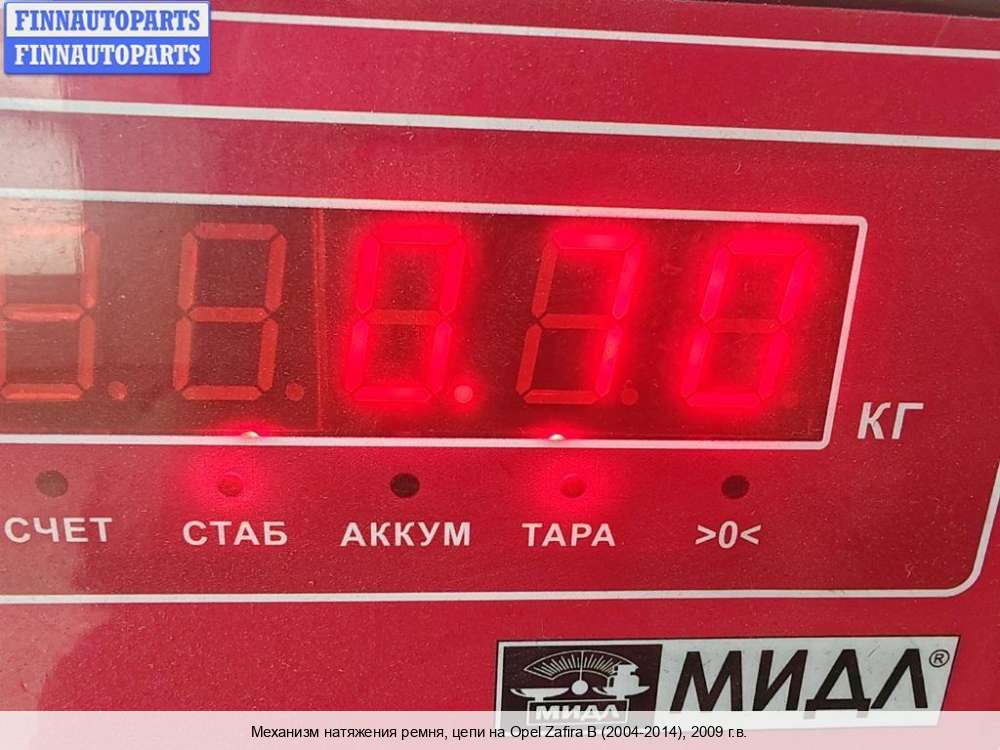 FINNAUTOPARTS
FINNAUTOPARTS
0.70
КГ
СЧЕТ СТАБ АККУМ ТАРА >0<
МИДЛ®
МИДЛ
Механизм натяжения ремня, цепи на Opel Zafira B (2004-2014), 2009 г.в.